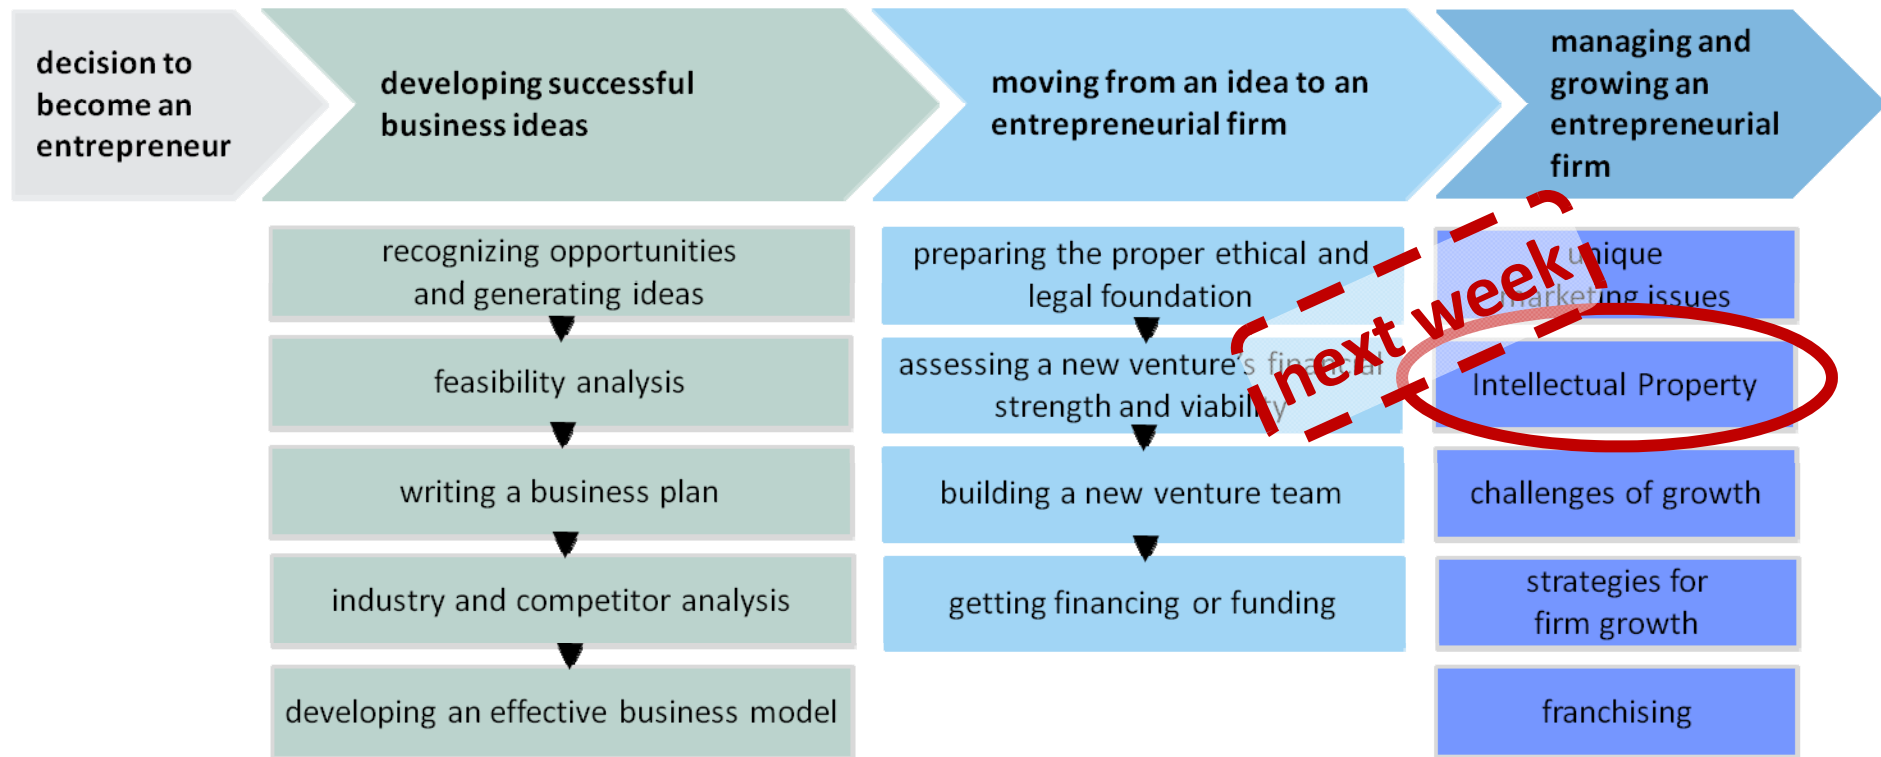 decision to
become an
entrepreneur
developing successful
business ideas
moving from an idea to an
entrepreneurial firm
managing and
growing an
entrepreneurial
firm
recognizing opportunities
and generating ideas
feasibility analysis
writing a business plan
industry and competitor analysis
developing an effective business model
preparing the proper ethical and
legal foundation
assessing a new venture's financial
strength and viability
building a new venture team
getting financing or funding
unique
marketing issues
Intellectual Property
challenges of growth
strategies for
firm growth
franchising
next week